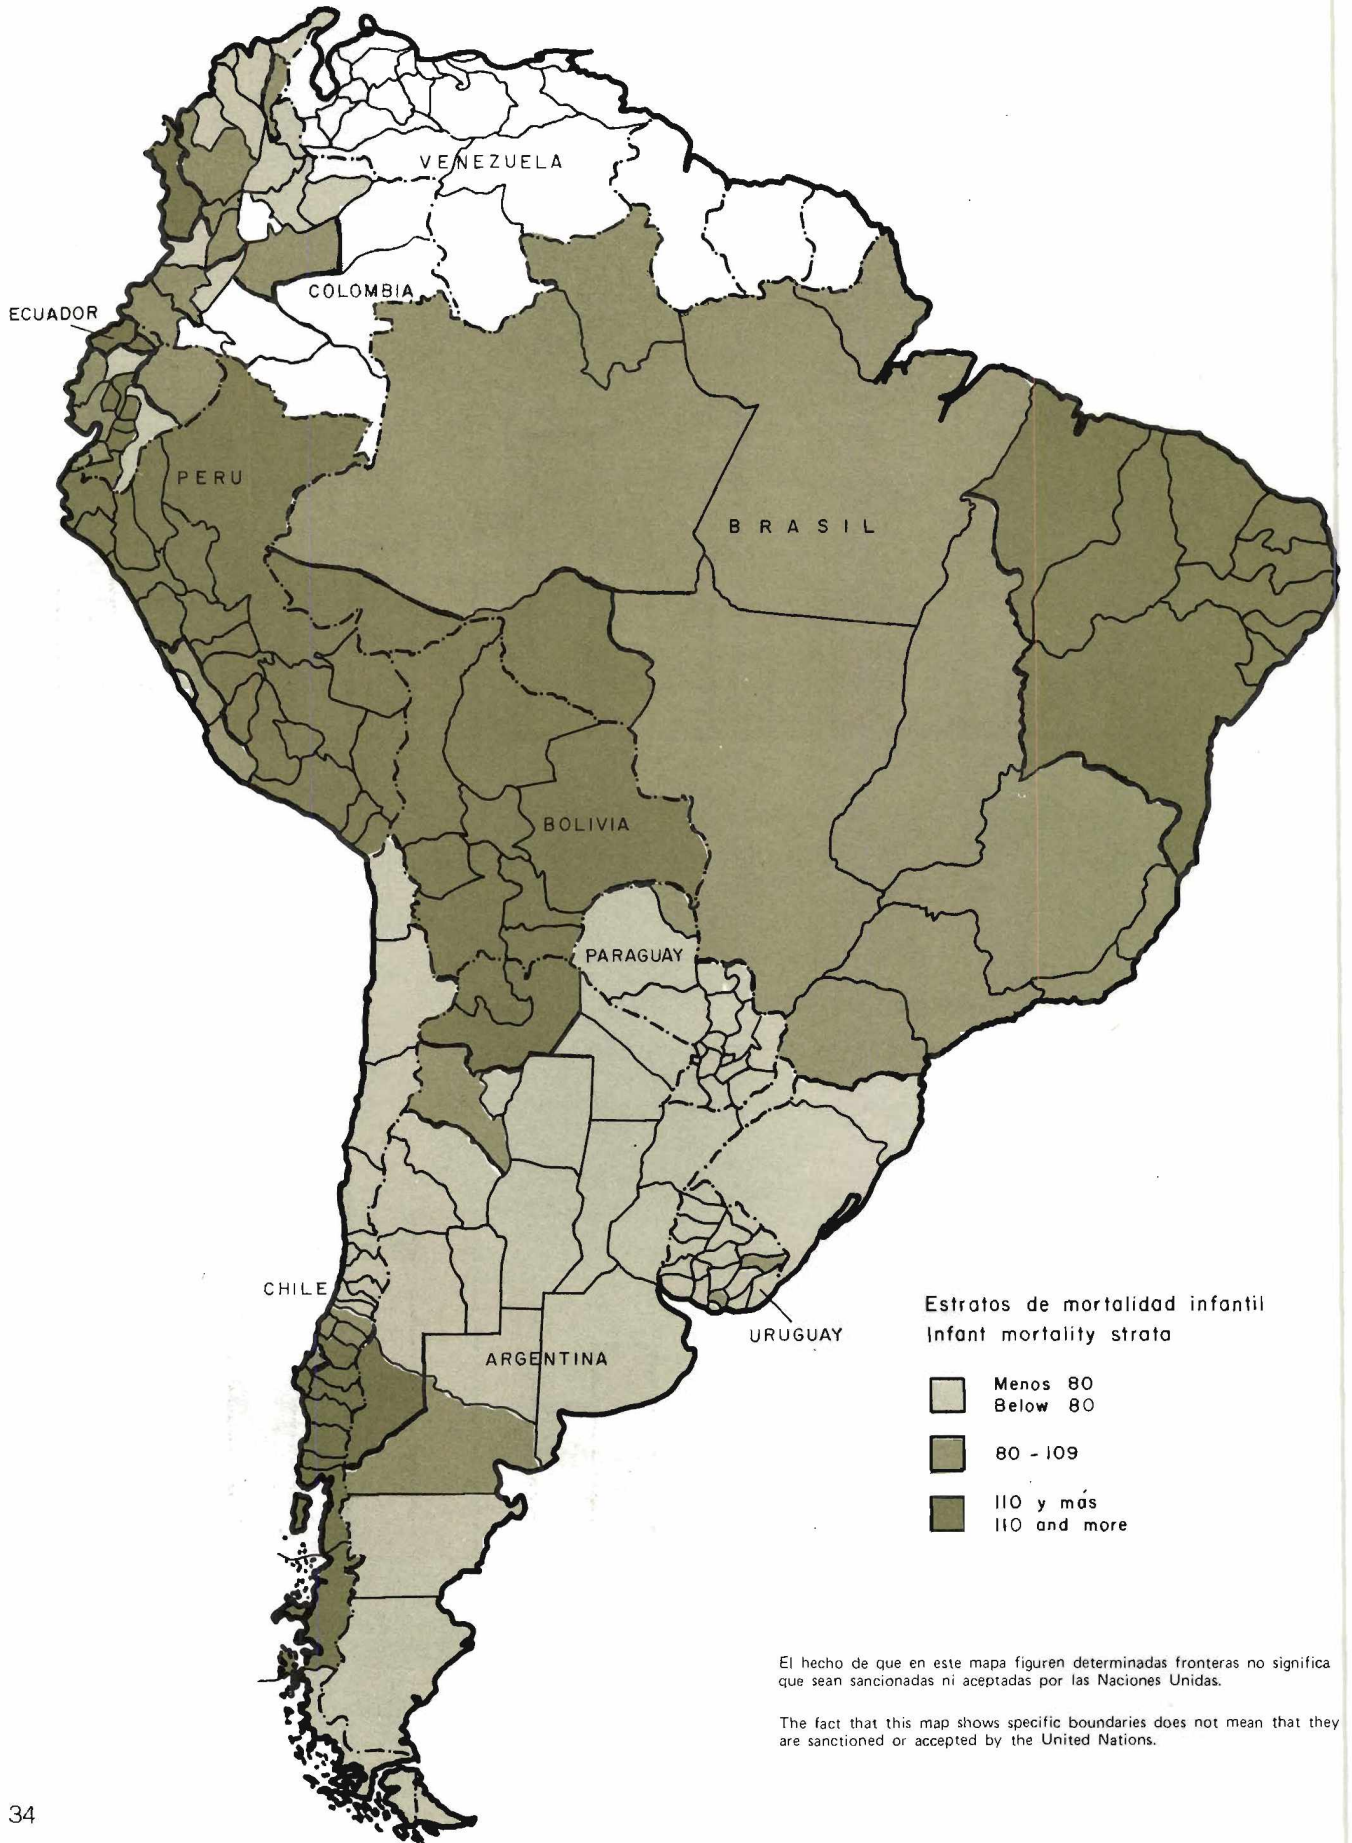 VENEZUELA
COLOMBIA
ECUADOR
PERU
BRASIL
BOLIVIA
PARAGUAY
CHILE
URUGUAY
ARGENTINA
Estratos de mortalidad infantil
Infant mortality strata
Menos 80
Below 80
80 - 109
110 y más
110 and more
El hecho de que en este mapa figuren determinadas fronteras no significa
que sean sancionadas ni aceptadas por las Naciones Unidas.
The fact that this map shows specific boundaries does not mean that they
are sanctioned or accepted by the United Nations.
34